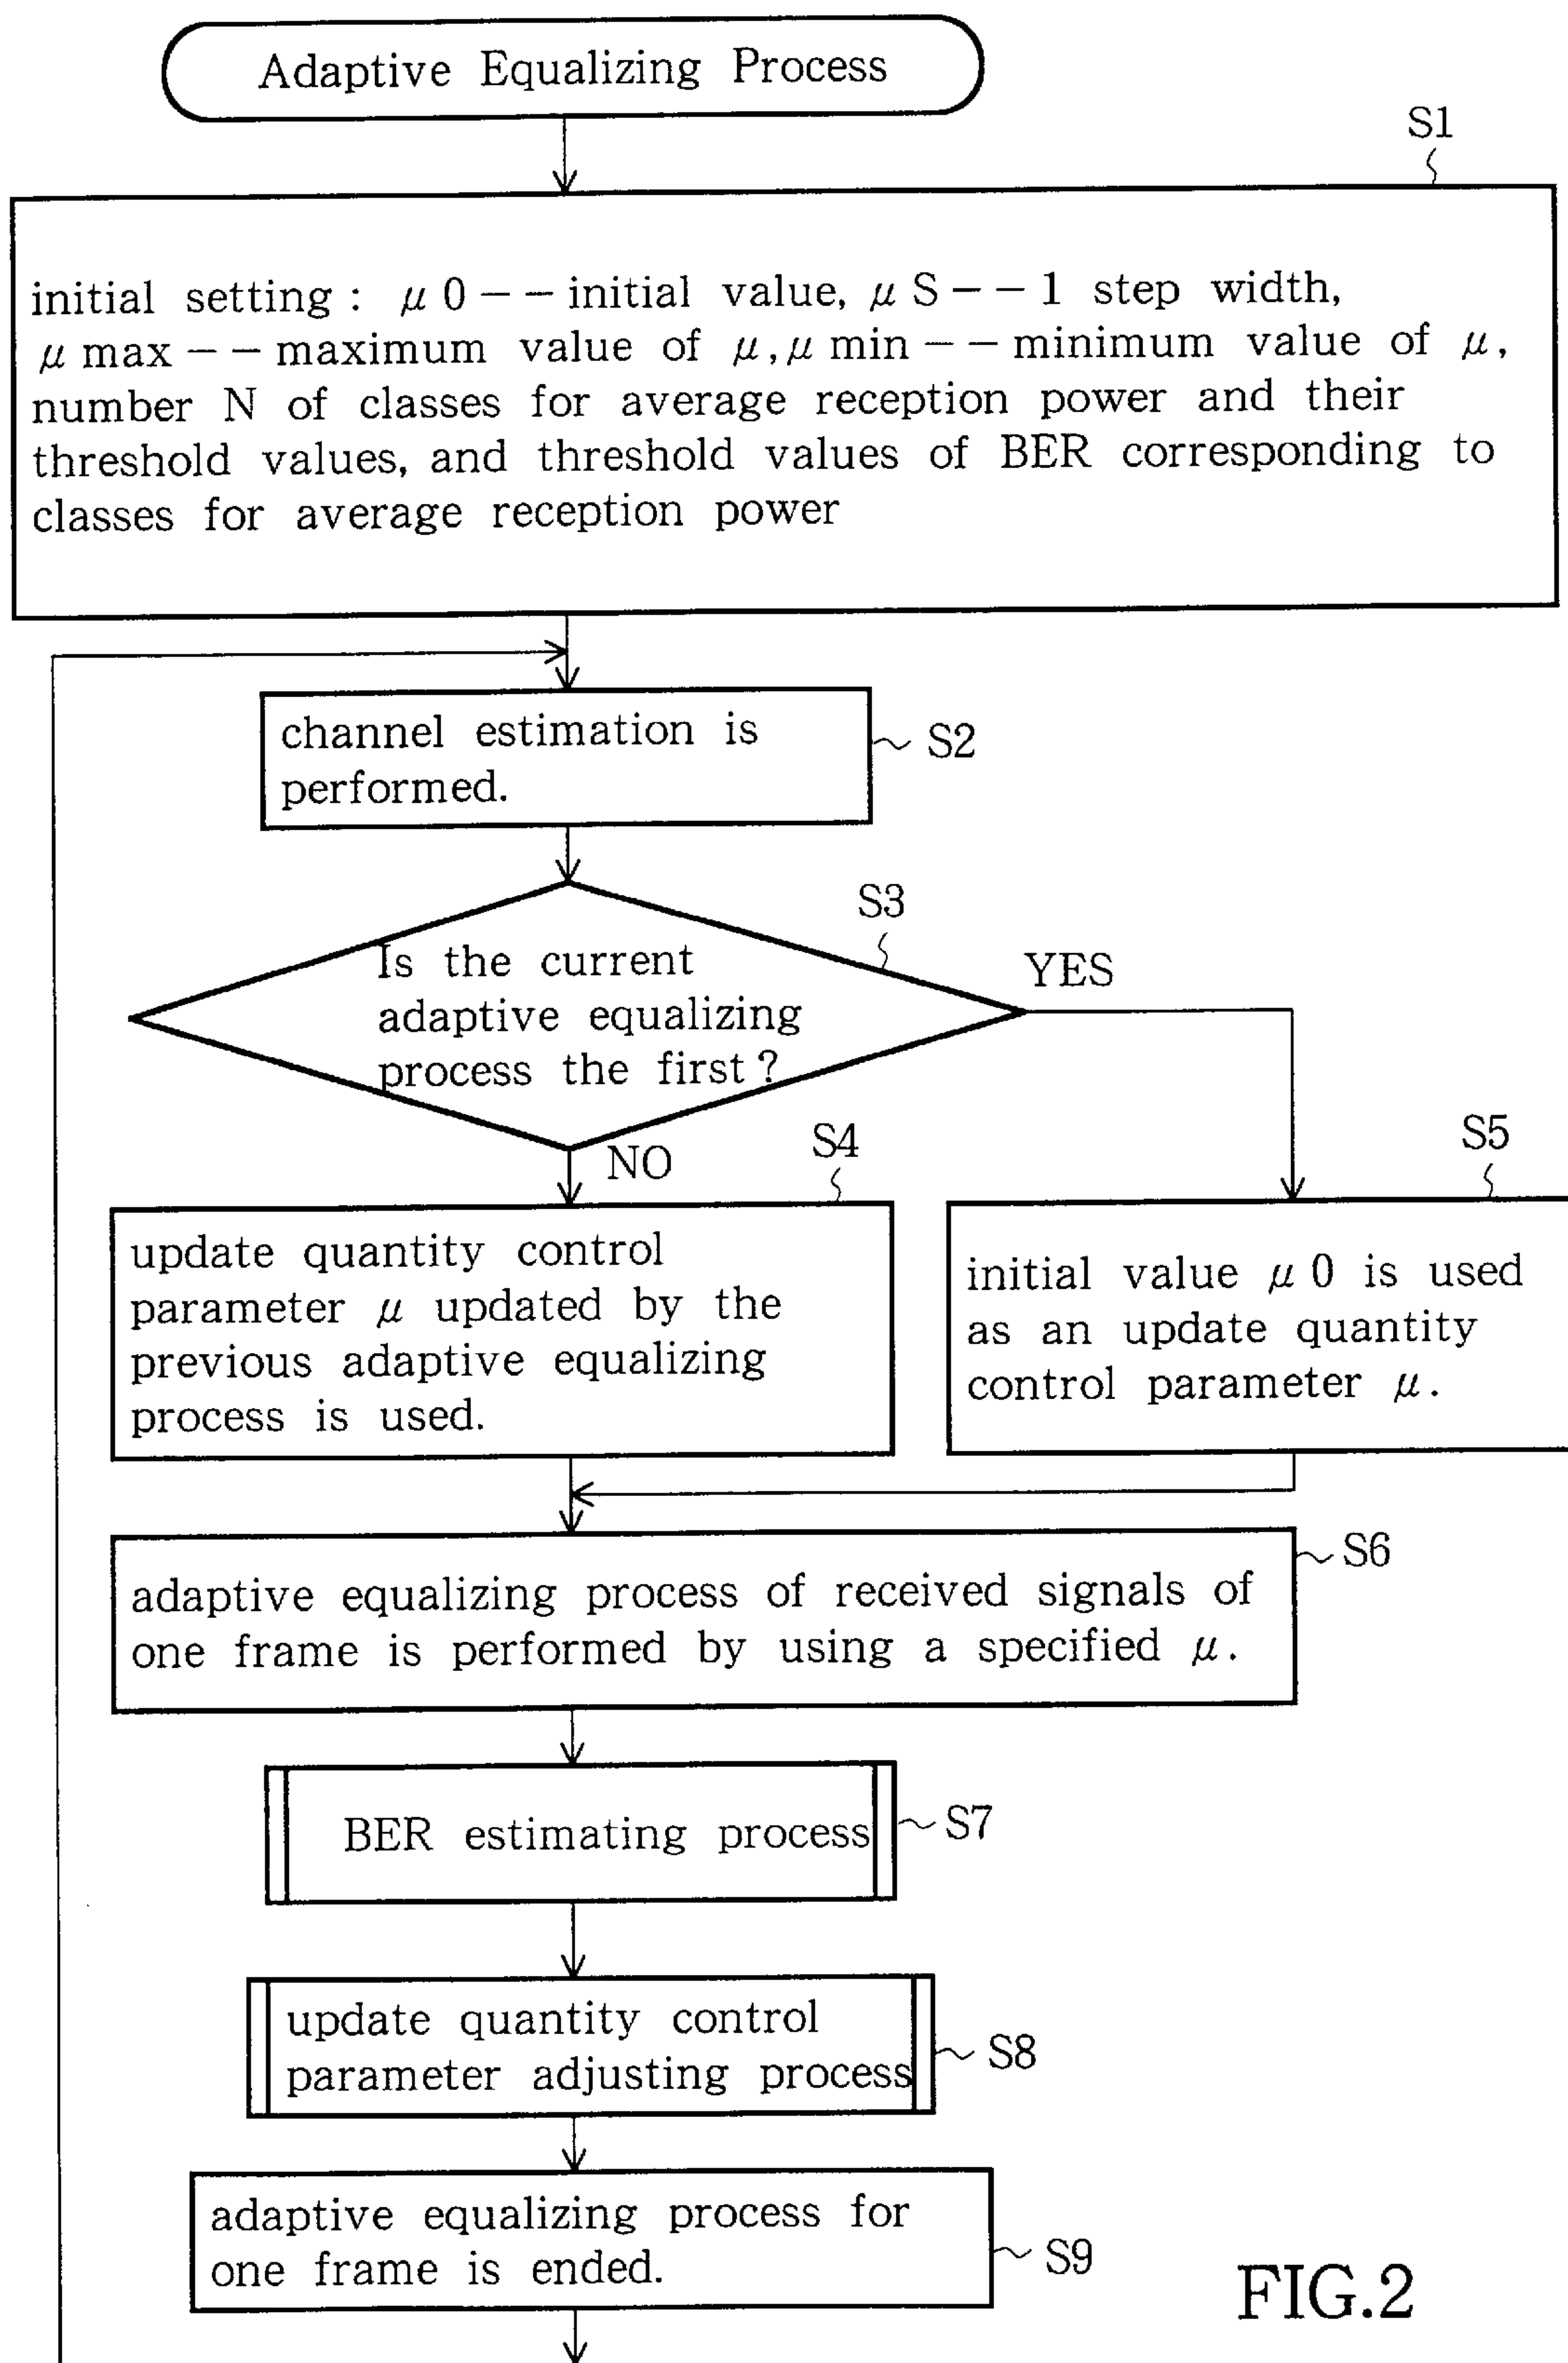 Adaptive Equalizing Process
S1
initial setting : μ 0 -- initial value, μ S -- 1 step width,
μ max -- maximum value of μ, μ min -- minimum value of μ,
number N of classes for average reception power and their
threshold values, and threshold values of BER corresponding to
classes for average reception power
channel estimation is
performed.
S2
S3
Is the current
adaptive equalizing
process the first ?
YES
NO
S4
update quantity control
parameter μ updated by the
previous adaptive equalizing
process is used.
S5
initial value μ 0 is used
as an update quantity
control parameter μ.
adaptive equalizing process of received signals of
one frame is performed by using a specified μ.
S6
BER estimating process
S7
update quantity control
parameter adjusting process
S8
adaptive equalizing process for
one frame is ended.
S9
FIG.2